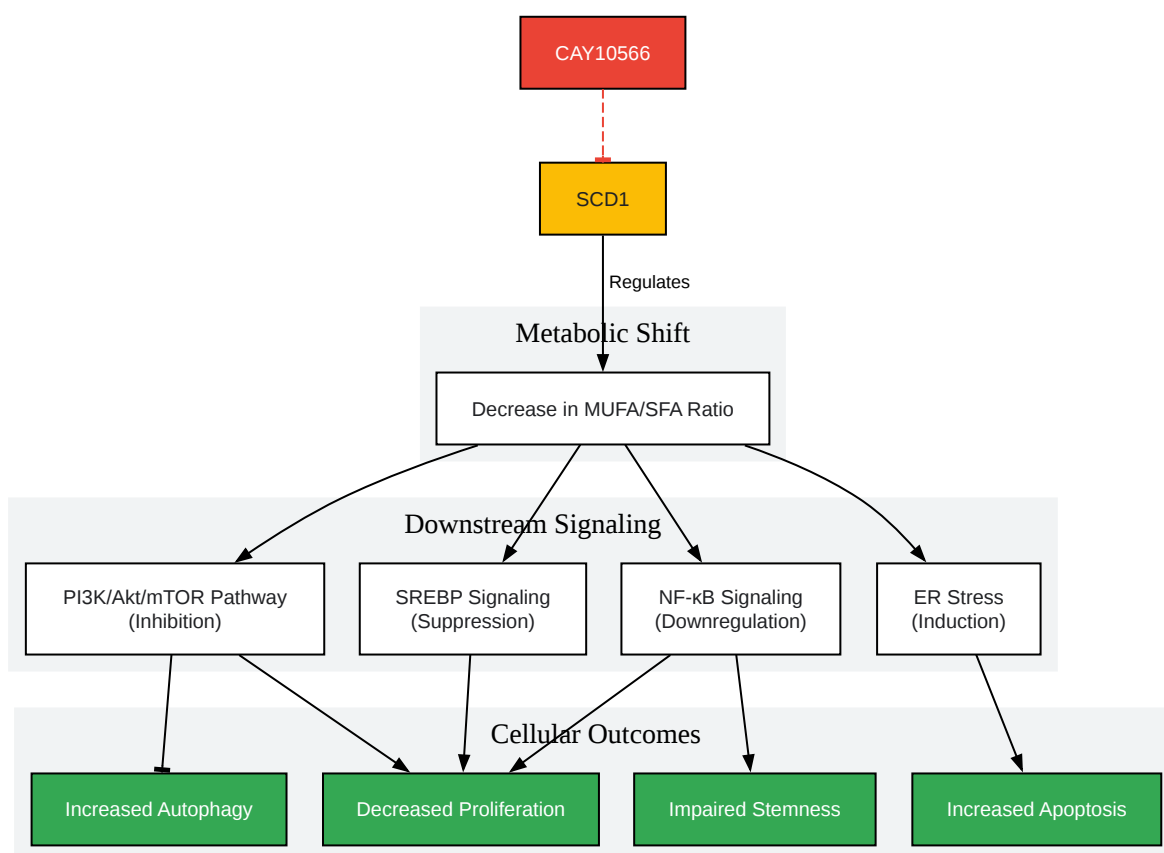 CAY10566
SCD1
Regulates
Metabolic Shift
Decrease in MUFA/SFA Ratio
Downstream Signaling
PI3K/Akt/mTOR Pathway
(Inhibition)
SREBP Signaling
(Suppression)
NF-κB Signaling
(Downregulation)
ER Stress
(Induction)
Cellular Outcomes
Increased Autophagy
Decreased Proliferation
Impaired Stemness
Increased Apoptosis